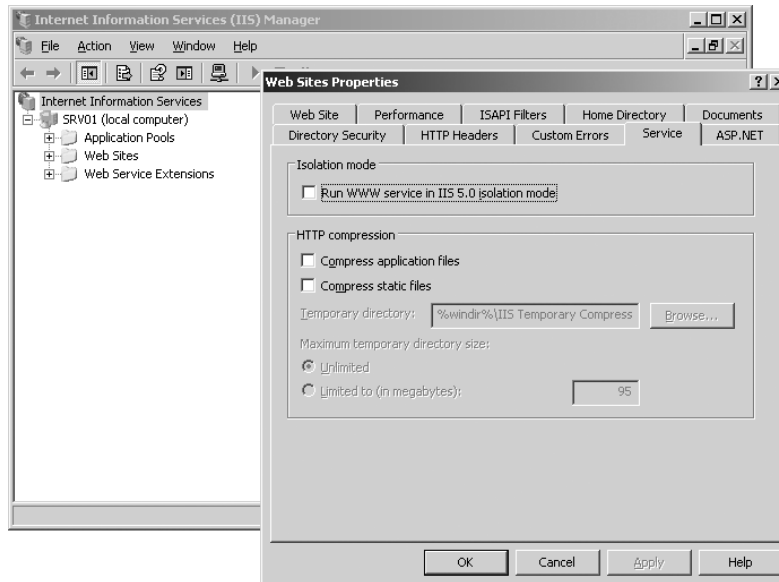 Internet Information Services (IIS) Manager
File Action View Window Help
Internet Information Services
SRV01 (local computer)
Application Pools
Web Sites
Web Service Extensions
Web Sites Properties
Web Site Performance ISAPI Filters Home Directory Documents
Directory Security HTTP Headers Custom Errors Service ASP.NET
Isolation mode
Run WWW service in IIS 5.0 isolation mode
HTTP compression
Compress application files
Compress static files
Temporary directory: %windir%\IIS Temporary Compress Browse...
Maximum temporary directory size:
Unlimited
Limited to (in megabytes): 95
OK Cancel Apply Help